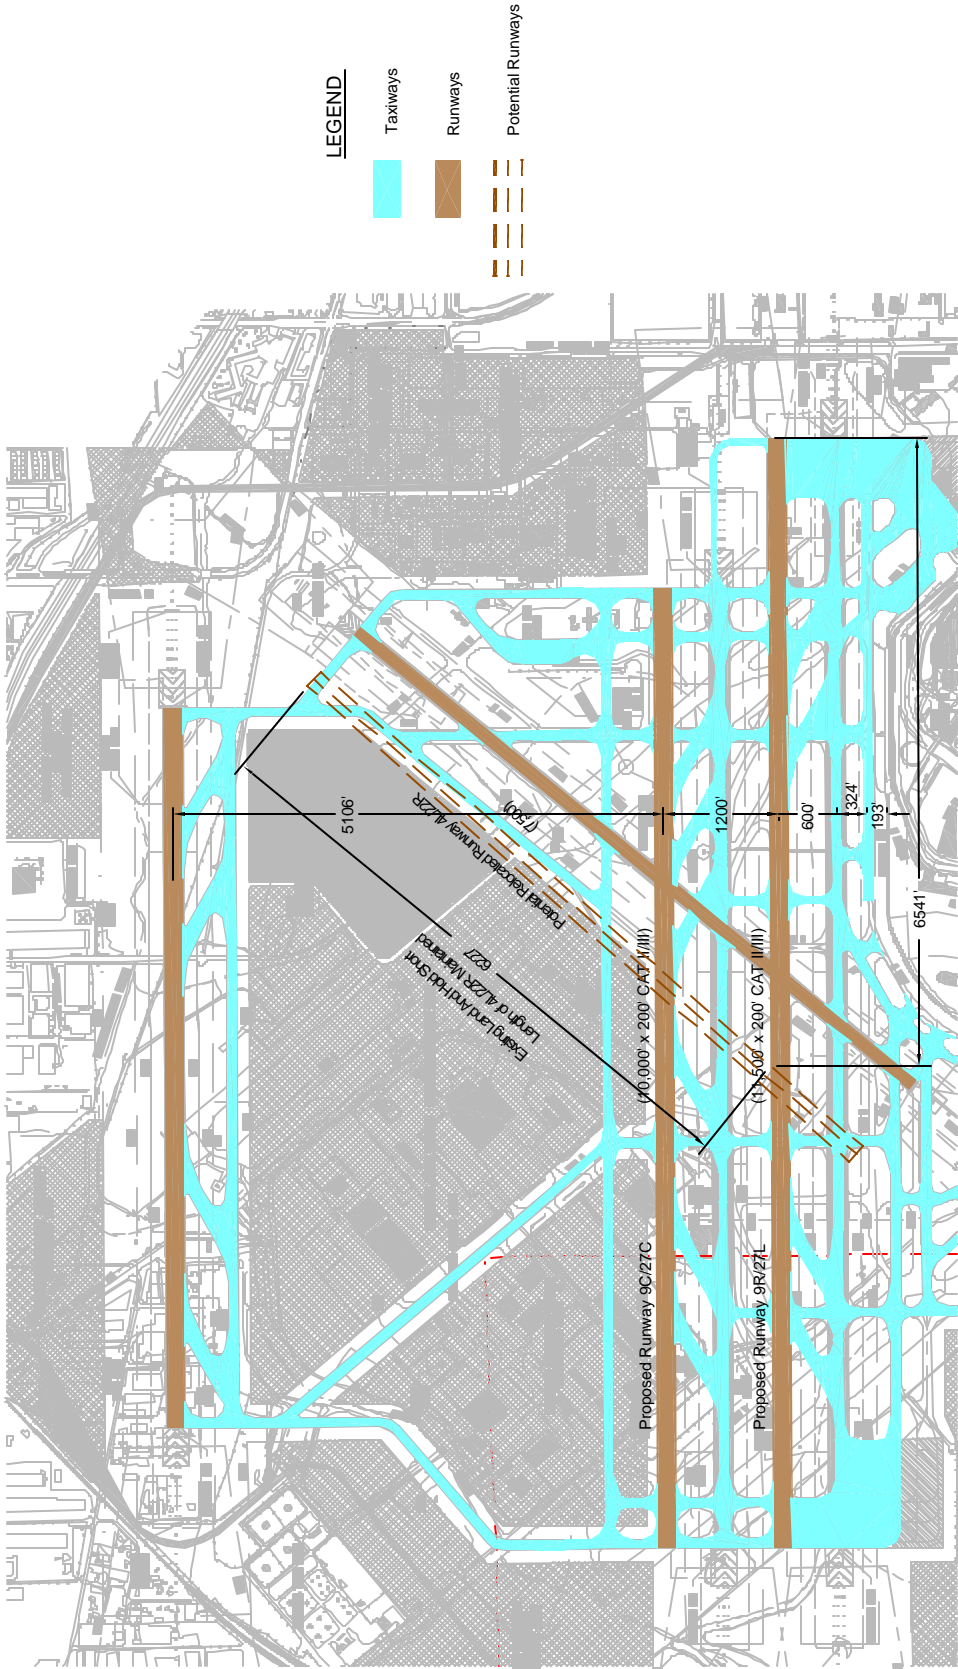 LEGEND
Taxiways
Runways
Potential Runways
5106'
Potential Relocated Runway 4L/22R
(7,500')
Existing Land And Hold Short
Length of 4L/22R Maintained
6227'
1200'
600'
324'
193'
6541'
Proposed Runway 9C/27C
(10,000' x 200' CAT II/III)
Proposed Runway 9R/27L
(11,500' x 200' CAT II/III)